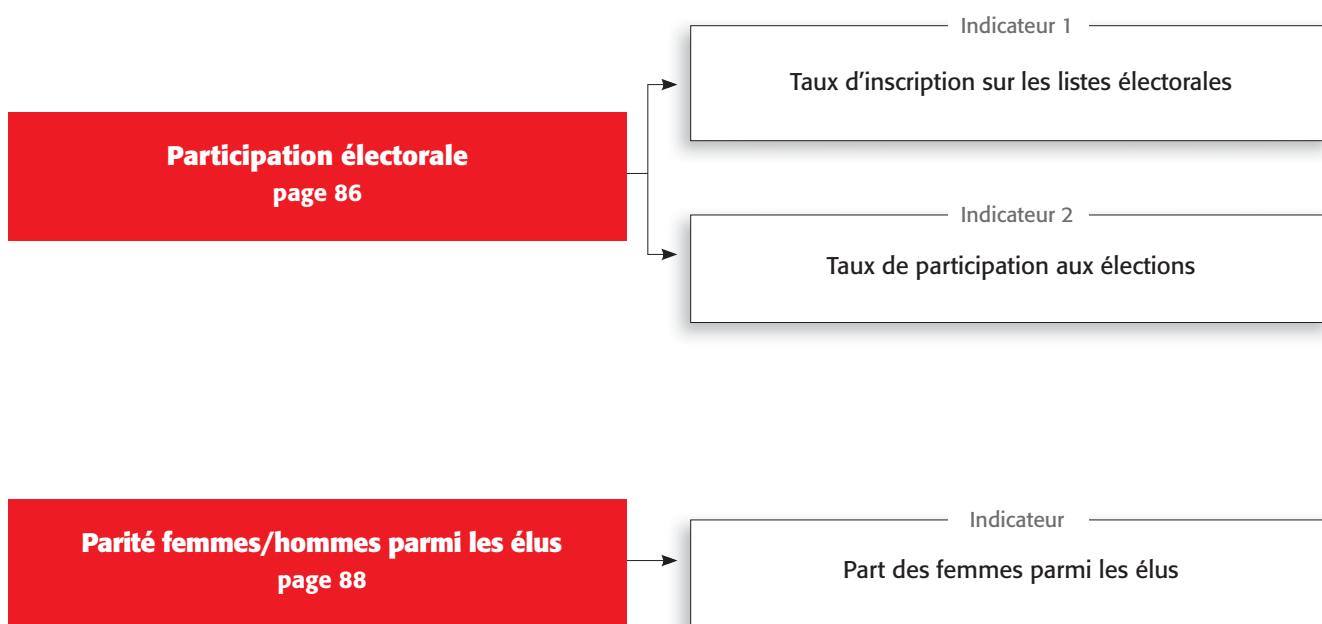 Participation électorale
page 86
Indicateur 1
Taux d’inscription sur les listes électorales
Indicateur 2
Taux de participation aux élections
Parité femmes/hommes parmi les élus
page 88
Indicateur
Part des femmes parmi les élus